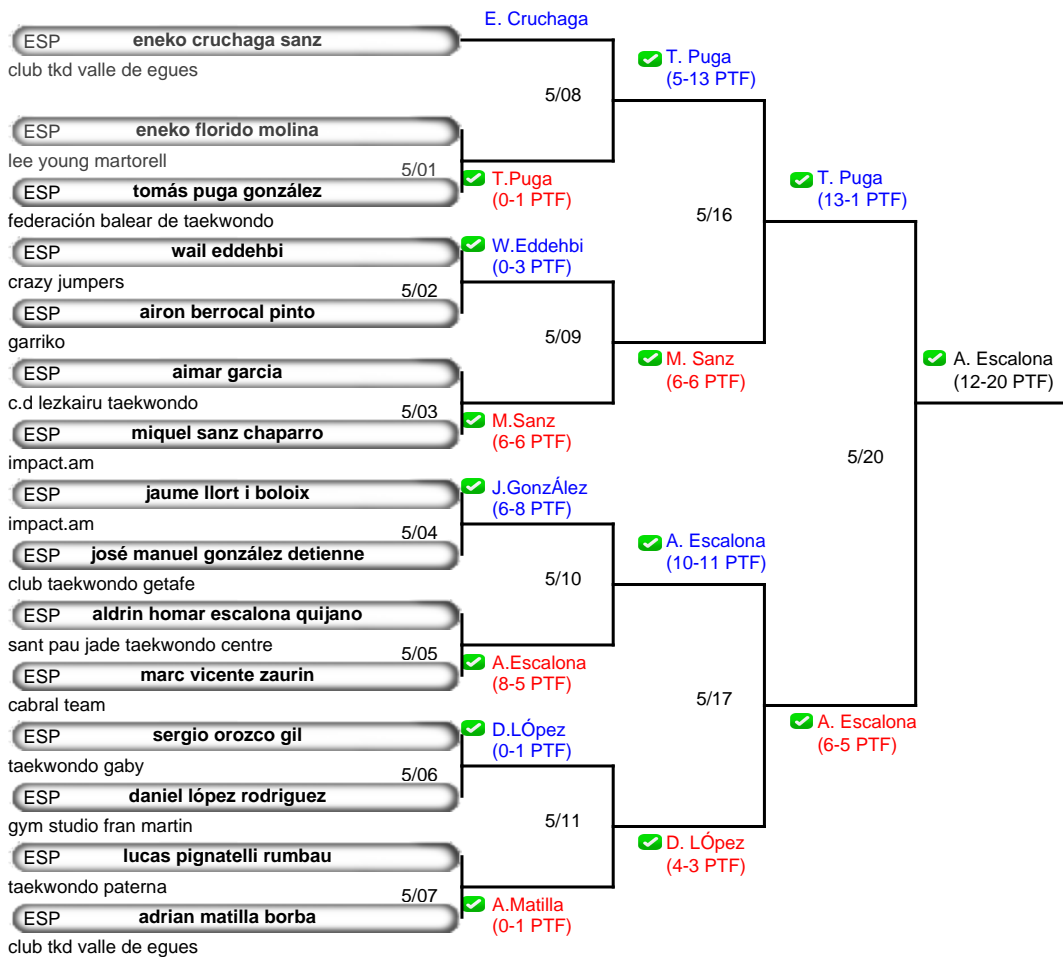 E. Cruchaga
ESP eneko cruchaga sanz
club tkd valle de egues
T. Puga
(5-13 PTF)
5/08
ESP eneko florido molina
lee young martorell
5/01
T.Puga
(0-1 PTF)
ESP tomás puga gonzález
federación balear de taekwondo
T. Puga
(13-1 PTF)
5/16
ESP wail eddehbi
crazy jumpers
W.Eddehbi
(0-3 PTF)
5/02
ESP airon berrocal pinto
garriko
5/09
M. Sanz
(6-6 PTF)
ESP aimar garcia
c.d lezkairu taekwondo
5/03
M.Sanz
(6-6 PTF)
ESP miquel sanz chaparro
impact.am
A. Escalona
(12-20 PTF)
5/20
ESP jaume llort i boloix
impact.am
J.GonzÁlez
(6-8 PTF)
5/04
ESP josé manuel gonzález detienne
club taekwondo getafe
A. Escalona
(10-11 PTF)
5/10
ESP aldrin homar escalona quijano
sant pau jade taekwondo centre
5/05
A.Escalona
(8-5 PTF)
ESP marc vicente zaurin
cabral team
5/17
A. Escalona
(6-5 PTF)
ESP sergio orozco gil
taekwondo gaby
D.LÓpez
(0-1 PTF)
5/06
ESP daniel lópez rodriguez
gym studio fran martin
5/11
D. LÓpez
(4-3 PTF)
ESP lucas pignatelli rumbau
taekwondo paterna
5/07
A.Matilla
(0-1 PTF)
ESP adrian matilla borba
club tkd valle de egues